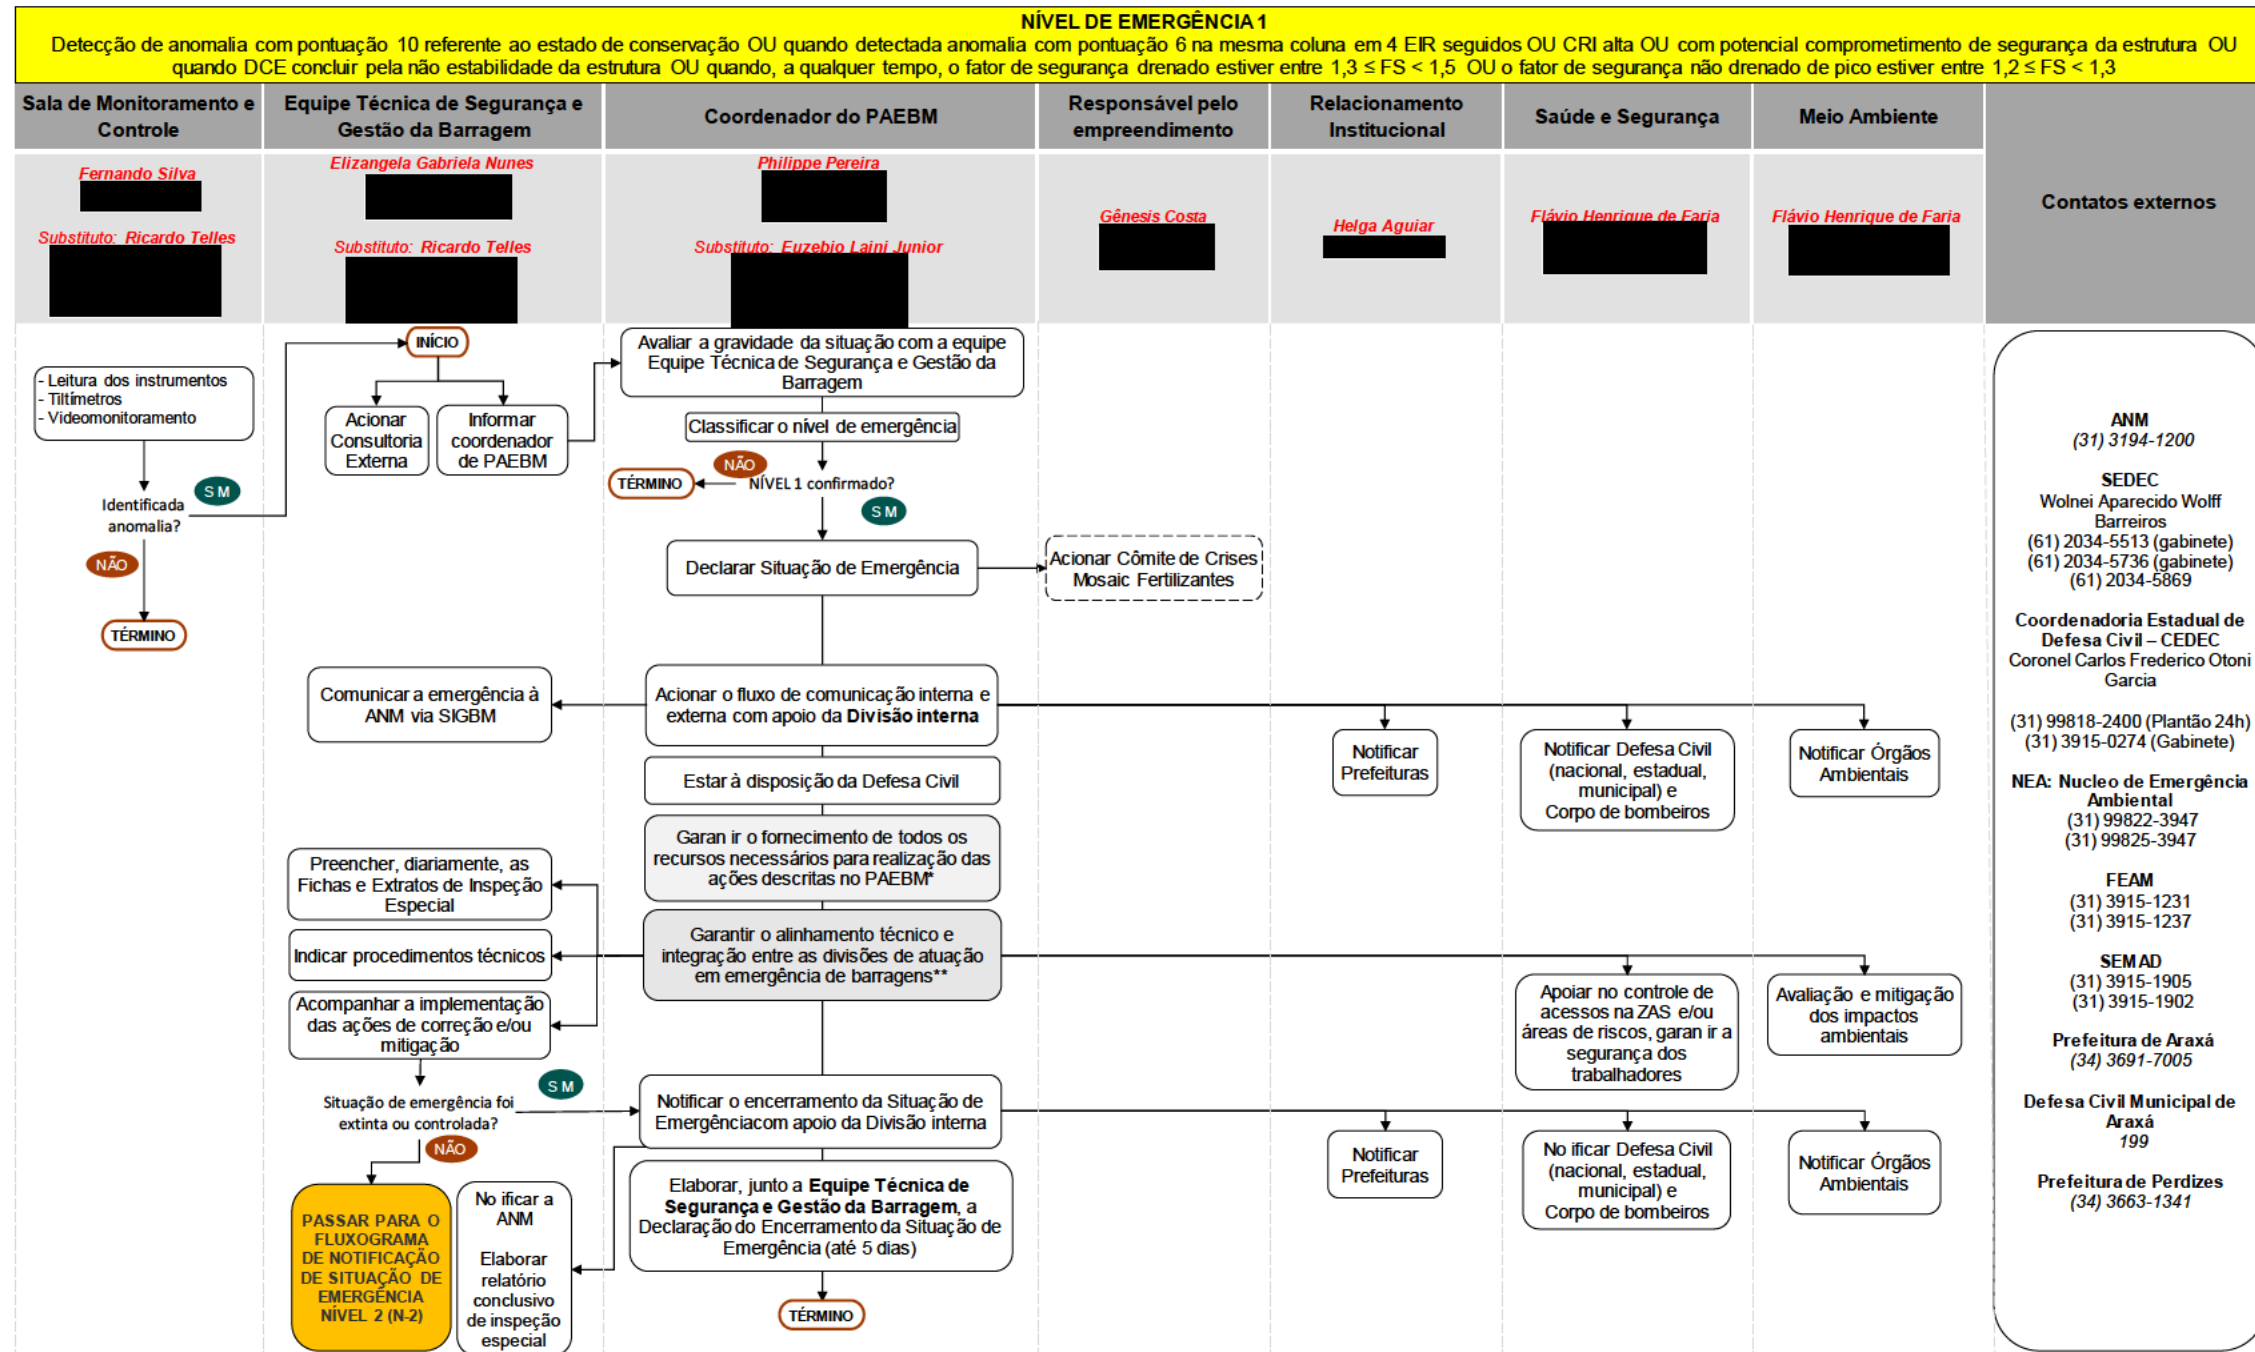 NÍVEL DE EMERGÊNCIA 1
Detecção de anomalia com pontuação 10 referente ao estado de conservação OU quando detectada anomalia com pontuação 6 na mesma coluna em 4 EIR seguidos OU CRI alta OU com potencial comprometimento de segurança da estrutura OU
quando DCE concluir pela não estabilidade da estrutura OU quando, a qualquer tempo, o fator de segurança drenado estiver entre 1,3 ≤ FS < 1,5 OU o fator de segurança não drenado de pico estiver entre 1,2 ≤ FS < 1,3
Sala de Monitoramento e
Controle
Equipe Técnica de Segurança e
Gestão da Barragem
Coordenador do PAEBM
Responsável pelo
empreendimento
Relacionamento
Institucional
Saúde e Segurança
Meio Ambiente
Contatos externos
Fernando Silva
Substituto: Ricardo Telles
Elizangela Gabriela Nunes
Substituto: Ricardo Telles
Philippe Pereira
Substituto: Euzebio Laini Junior
Gênesis Costa
Helga Aguiar
Flávio Henrique de Faria
Flávio Henrique de Faria
- Leitura dos instrumentos
- Tiltímetros
- Videomonitoramento
Identificada
anomalia?
S M
NÃO
TÉRMINO
INÍCIO
Acionar
Consultoria
Externa
Informar
coordenador
de PAEBM
Avaliar a gravidade da situação com a equipe
Equipe Técnica de Segurança e Gestão da
Barragem
Classificar o nível de emergência
NÃO
TÉRMINO
NÍVEL 1 confirmado?
S M
Declarar Situação de Emergência
Acionar Cômite de Crises
Mosaic Fertilizantes
Comunicar a emergência à
ANM via SIGBM
Acionar o fluxo de comunicação interna e
externa com apoio da Divisão interna
Notificar
Prefeituras
Notificar Defesa Civil
(nacional, estadual,
municipal) e
Corpo de bombeiros
Notificar Órgãos
Ambientais
Estar à disposição da Defesa Civil
Garan ir o fornecimento de todos os
recursos necessários para realização das
ações descritas no PAEBM*
Preencher, diariamente, as
Fichas e Extratos de Inspeção
Especial
Indicar procedimentos técnicos
Acompanhar a implementação
das ações de correção e/ou
mitigação
Garantir o alinhamento técnico e
integração entre as divisões de atuação
em emergência de barragens**
Apoiar no controle de
acessos na ZAS e/ou
áreas de riscos, garan ir a
segurança dos
trabalhadores
Avaliação e mitigação
dos impactos
ambientais
Situação de emergência foi
extinta ou controlada?
S M
NÃO
Notificar o encerramento da Situação de
Emergênciacom apoio da Divisão interna
Notificar
Prefeituras
No ificar Defesa Civil
(nacional, estadual,
municipal) e
Corpo de bombeiros
Notificar Órgãos
Ambientais
PASSAR PARA O
FLUXOGRAMA
DE NOTIFICAÇÃO
DE SITUAÇÃO DE
EMERGÊNCIA
NÍVEL 2 (N-2)
No ificar a
ANM
Elaborar
relatório
conclusivo
de inspeção
especial
Elaborar, junto a Equipe Técnica de
Segurança e Gestão da Barragem, a
Declaração do Encerramento da Situação de
Emergência (até 5 dias)
TÉRMINO
ANM
(31) 3194-1200
SEDEC
Wolnei Aparecido Wolff
Barreiros
(61) 2034-5513 (gabinete)
(61) 2034-5736 (gabinete)
(61) 2034-5869
Coordenadoria Estadual de
Defesa Civil – CEDEC
Coronel Carlos Frederico Otoni
Garcia
(31) 99818-2400 (Plantão 24h)
(31) 3915-0274 (Gabinete)
NEA: Nucleo de Emergência
Ambiental
(31) 99822-3947
(31) 99825-3947
FEAM
(31) 3915-1231
(31) 3915-1237
SEMAD
(31) 3915-1905
(31) 3915-1902
Prefeitura de Araxá
(34) 3691-7005
Defesa Civil Municipal de
Araxá
199
Prefeitura de Perdizes
(34) 3663-1341